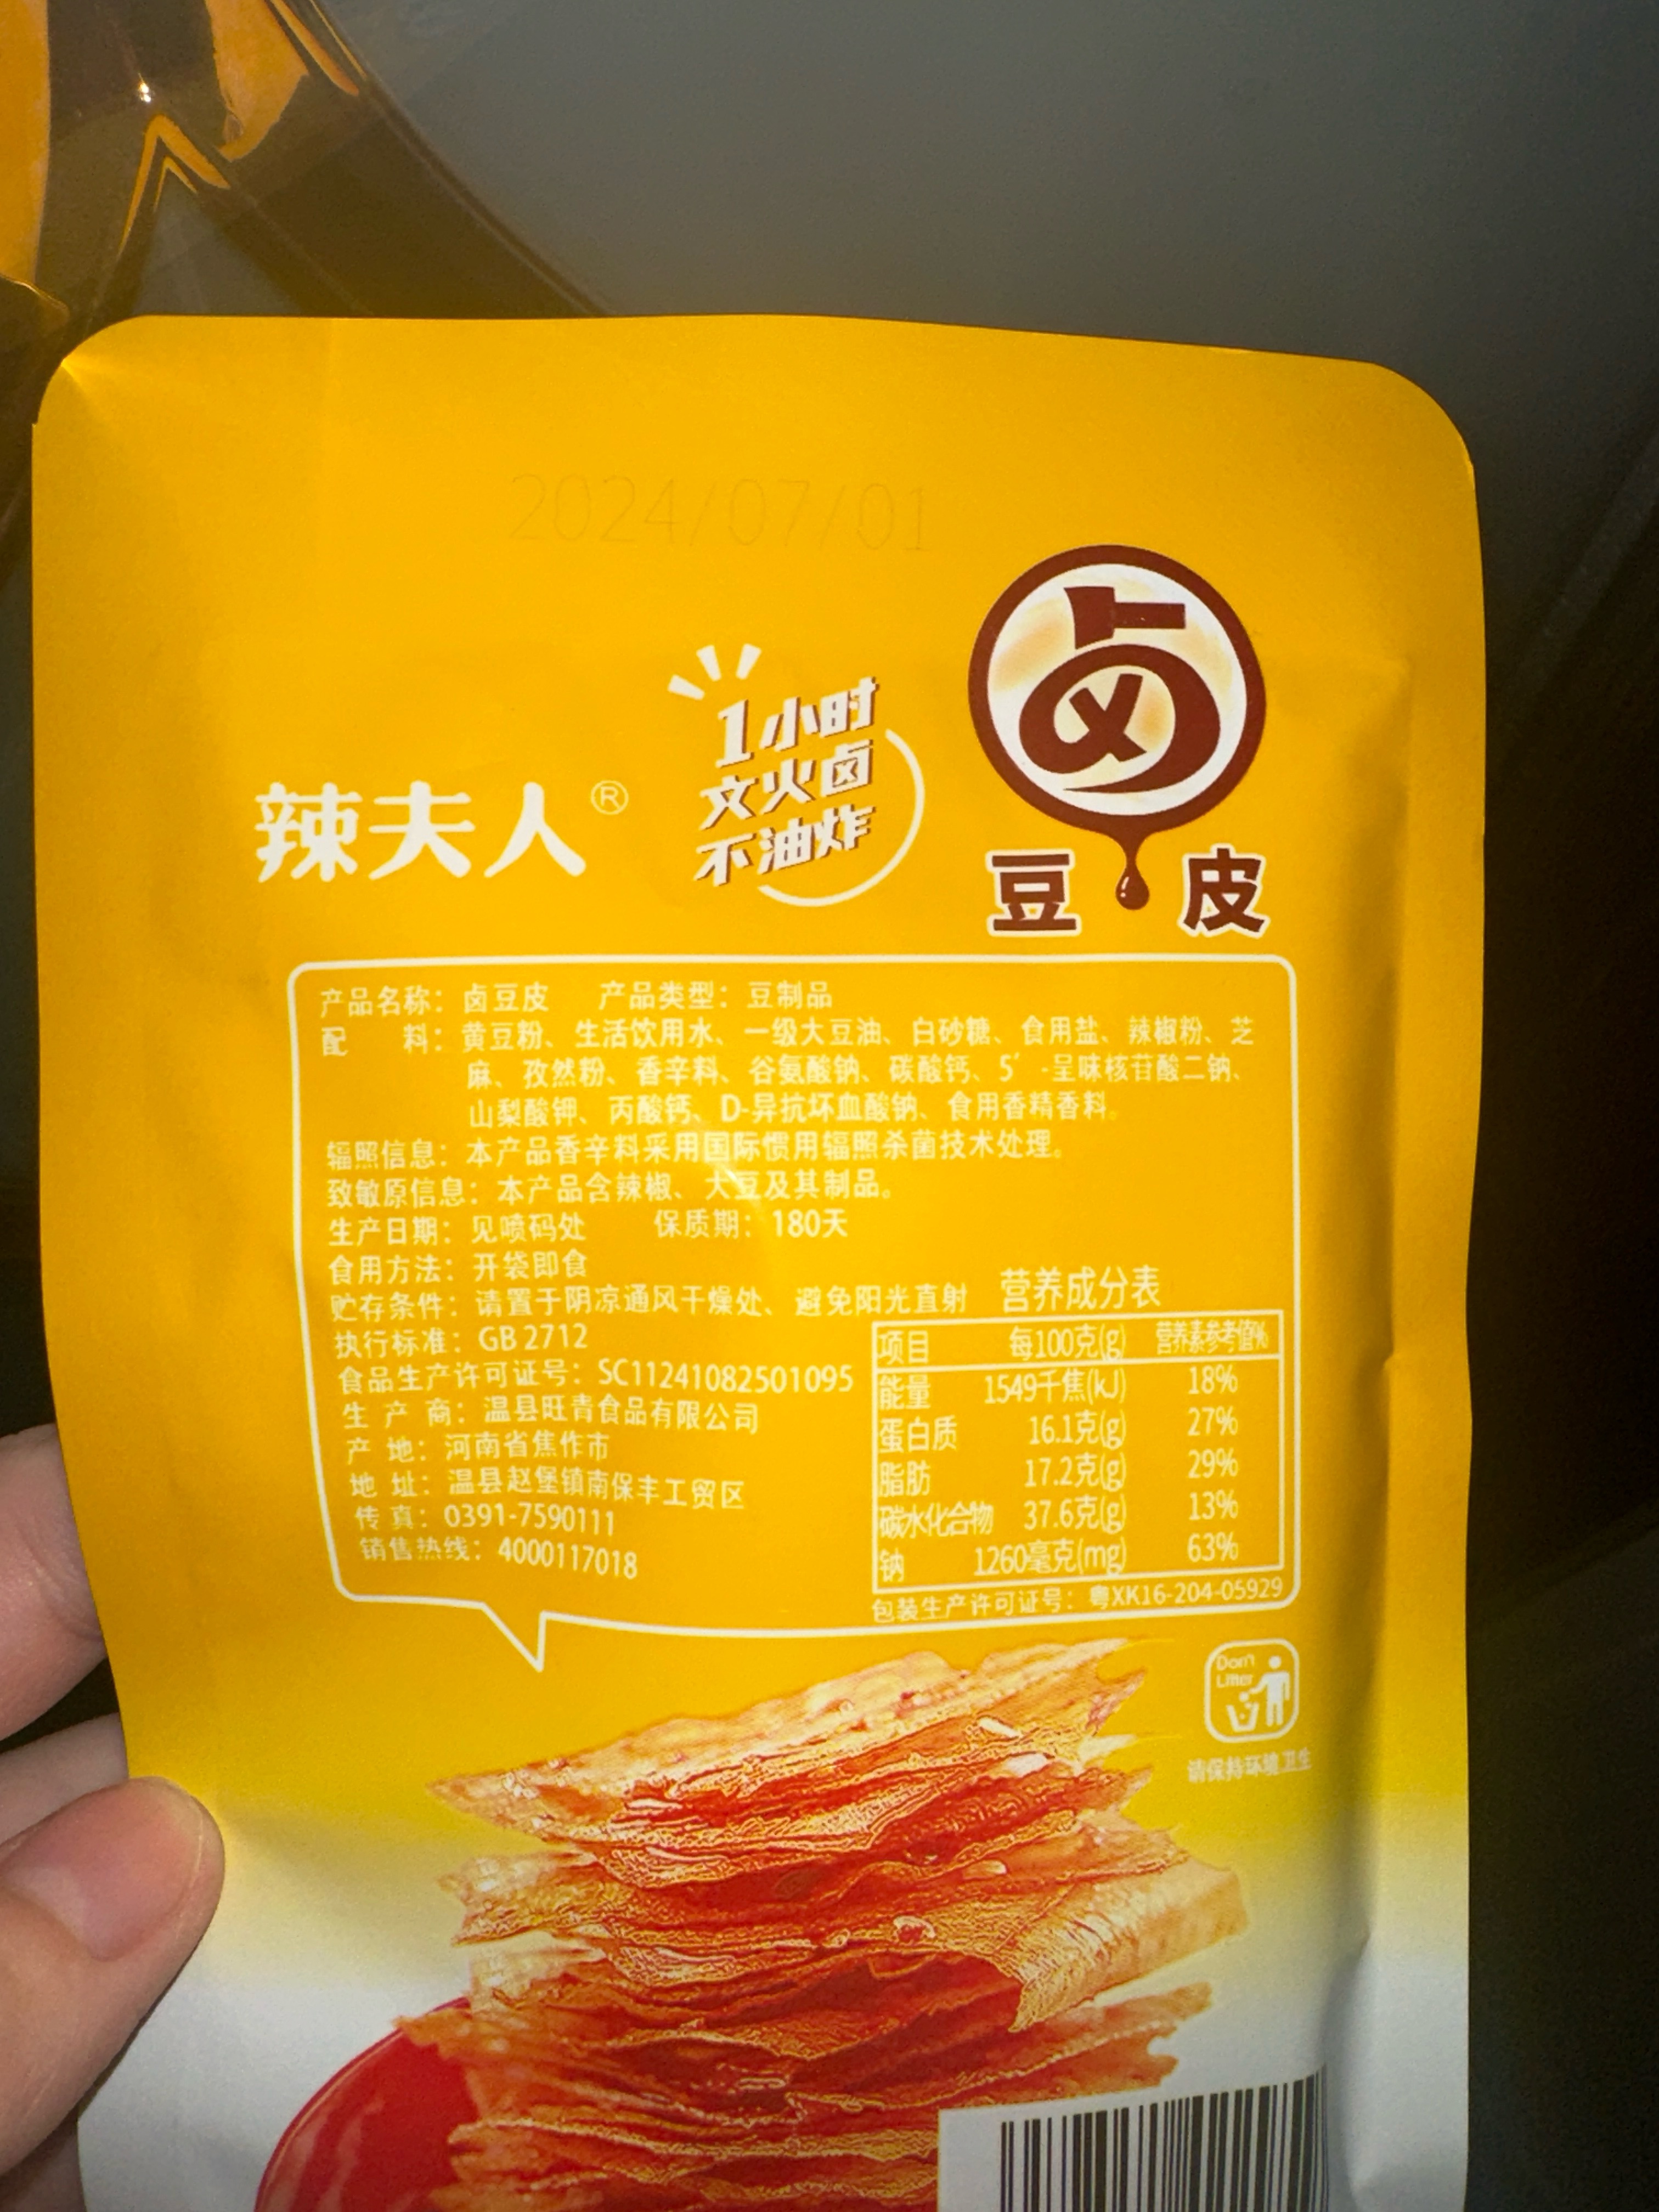 2024/07/01
辣夫人®
1小时
文火卤
不油炸
卤
豆皮
产品名称：卤豆皮 产品类型：豆制品
配 料：黄豆粉、生活饮用水、一级大豆油、白砂糖、食用盐、辣椒粉、芝
麻、孜然粉、香辛料、谷氨酸钠、碳酸钙、5′-呈味核苷酸二钠、
山梨酸钾、丙酸钙、D-异抗坏血酸钠、食用香精香料。
辐照信息：本产品香辛料采用国际惯用辐照杀菌技术处理。
致敏原信息：本产品含辣椒、大豆及其制品。
生产日期：见喷码处 保质期：180天
食用方法：开袋即食
贮存条件：请置于阴凉通风干燥处、避免阳光直射
执行标准：GB 2712
食品生产许可证号：SC11241082501095
生 产 商：温县旺青食品有限公司
产 地：河南省焦作市
地 址：温县赵堡镇南保丰工贸区
传 真：0391-7590111
销售热线：4000117018
营养成分表
项目 每100克(g) 营养素参考值%
能量 1549千焦(kJ) 18%
蛋白质 16.1克(g) 27%
脂肪 17.2克(g) 29%
碳水化合物 37.6克(g) 13%
钠 1260毫克(mg) 63%
包装生产许可证号：粤XK16-204-05929
Don't
Litter
请保持环境卫生